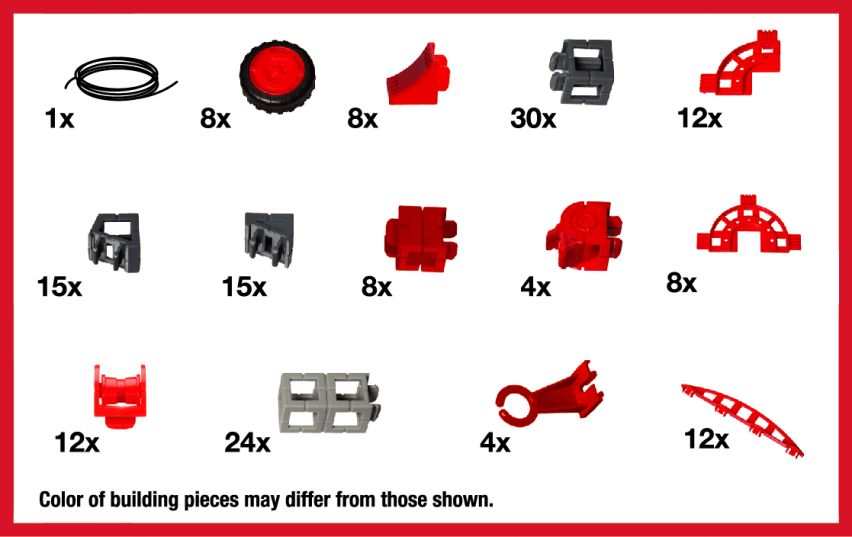 1x
8x
8x
30x
12x
15x
15x
8x
4x
8x
12x
24x
4x
12x
Color of building pieces may differ from those shown.